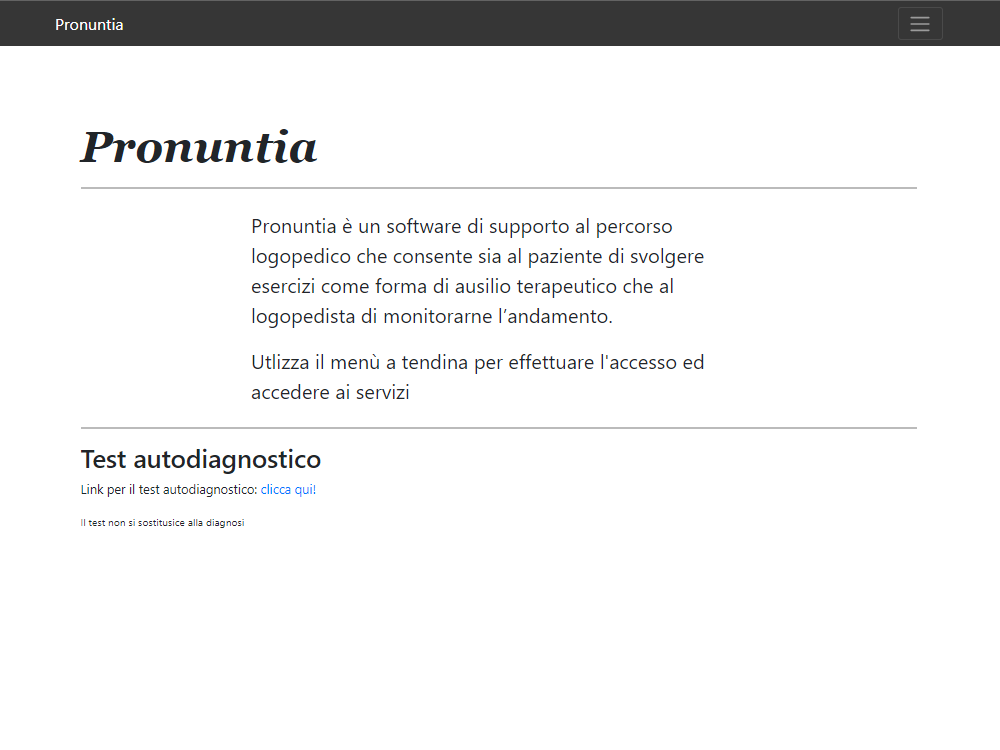 Pronuntia
Pronuntia
Pronuntia è un software di supporto al percorso
logopedico che consente sia al paziente di svolgere
esercizi come forma di ausilio terapeutico che al
logopedista di monitorarne l’andamento.
Utlizza il menù a tendina per effettuare l'accesso ed
accedere ai servizi
Test autodiagnostico
Link per il test autodiagnostico: clicca qui!
Il test non si sostitusice alla diagnosi